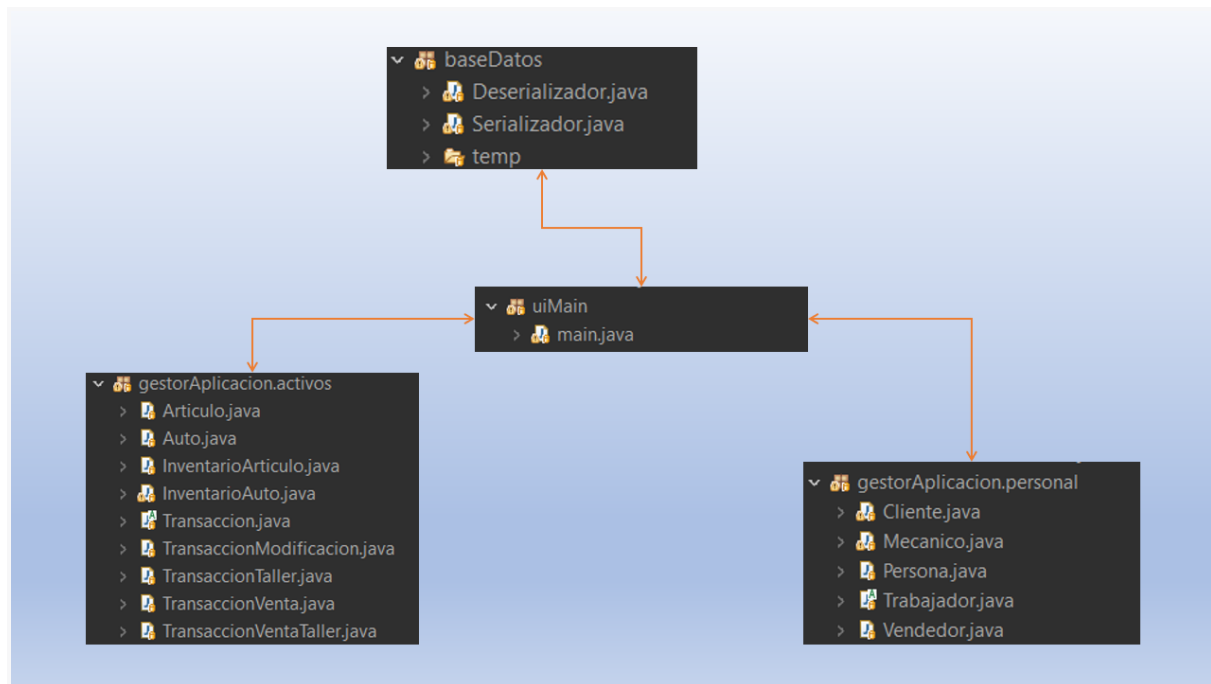 baseDatos
Deserializador.java
Serializador.java
temp
uiMain
main.java
gestorAplicacion.activos
Articulo.java
Auto.java
InventarioArticulo.java
InventarioAuto.java
Transaccion.java
TransaccionModificacion.java
TransaccionTaller.java
TransaccionVenta.java
TransaccionVentaTaller.java
gestorAplicacion.personal
Cliente.java
Mecanico.java
Persona.java
Trabajador.java
Vendedor.java